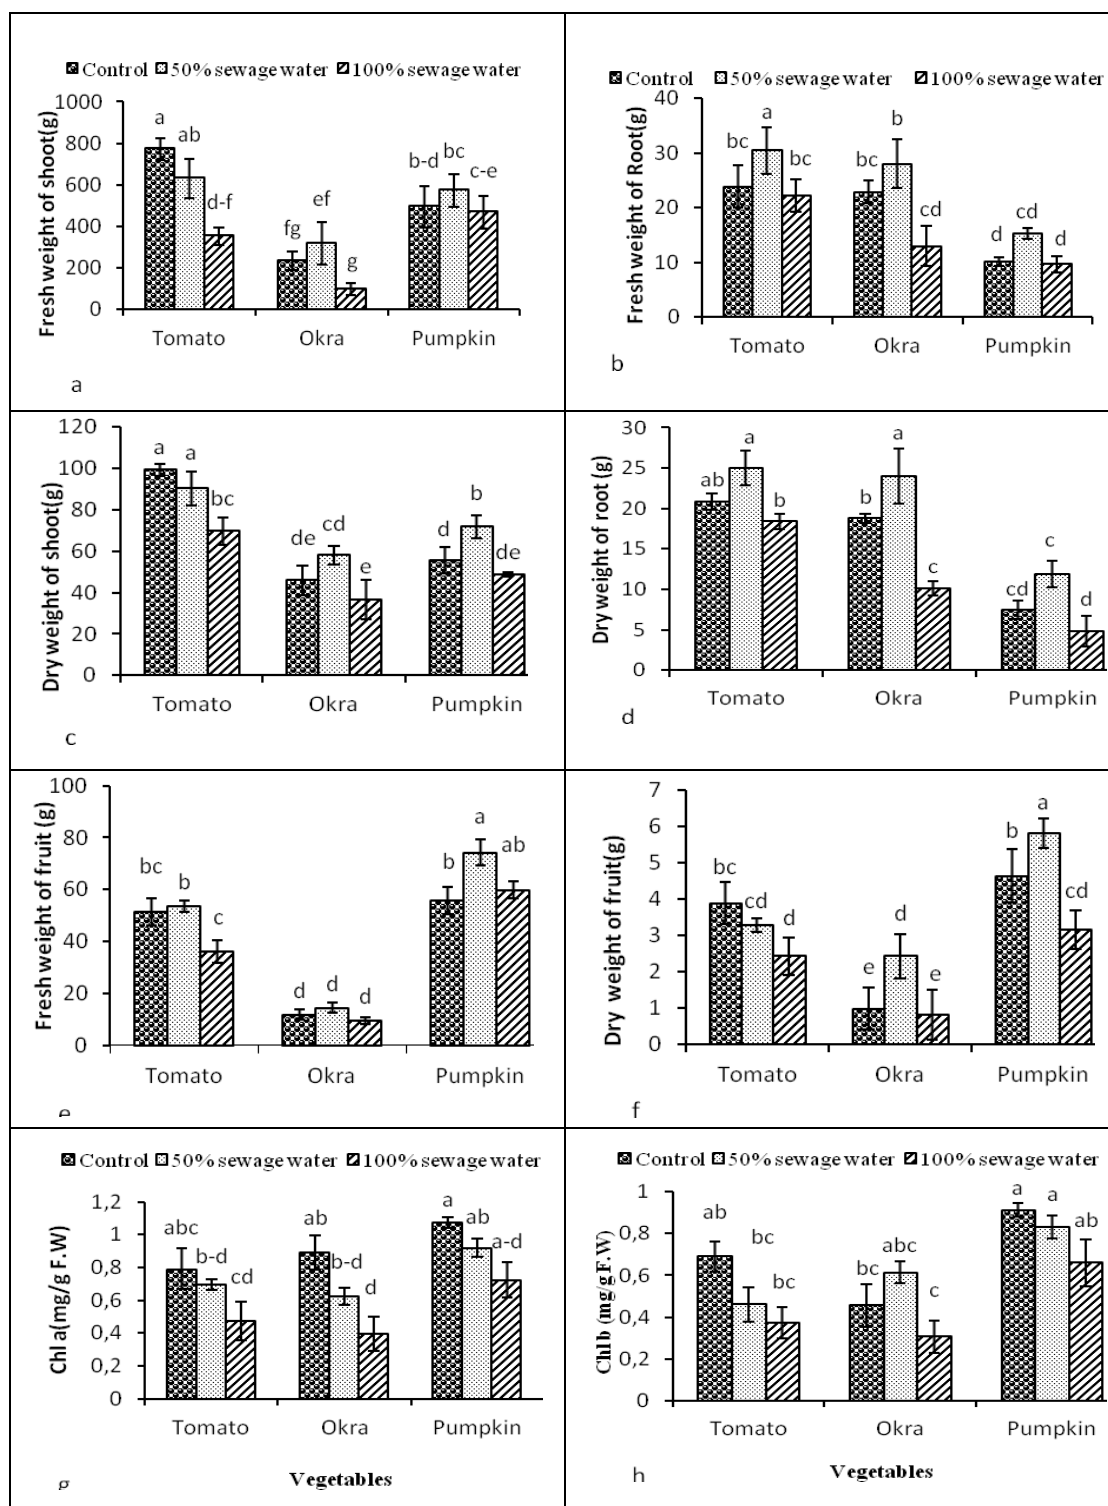 Control 50% sewage water 100% sewage water
Fresh weight of shoot(g)
1000
800
600
400
200
0
a
ab
d-f
fg
ef
g
b-d
bc
c-e
Tomato Okra Pumpkin
a
Control 50% sewage water 100% sewage water
Fresh weight of Root(g)
40
30
20
10
0
bc
a
bc
bc
b
cd
d
cd
d
Tomato Okra Pumpkin
b
Dry weight of shoot(g)
120
100
80
60
40
20
0
a
a
bc
de
cd
e
d
b
de
Tomato Okra Pumpkin
c
Dry weight of root (g)
30
25
20
15
10
5
0
ab
a
b
b
a
c
cd
c
d
Tomato Okra Pumpkin
d
Fresh weight of fruit (g)
100
80
60
40
20
0
bc
b
c
d
d
d
b
a
ab
Tomato Okra Pumpkin
e
Dry weight of fruit(g)
7
6
5
4
3
2
1
0
bc
cd
d
e
d
e
b
a
cd
Tomato Okra Pumpkin
f
Control 50% sewage water 100% sewage water
Chl a(mg/g F.W)
1,2
1
0,8
0,6
0,4
0,2
0
abc
b-d
cd
ab
b-d
d
a
ab
a-d
Tomato Okra Pumpkin
Vegetables
g
Control 50% sewage water 100% sewage water
Chl b (mg/g F.W)
1
0,8
0,6
0,4
0,2
0
ab
bc
bc
bc
abc
c
a
a
ab
Tomato Okra Pumpkin
Vegetables
h